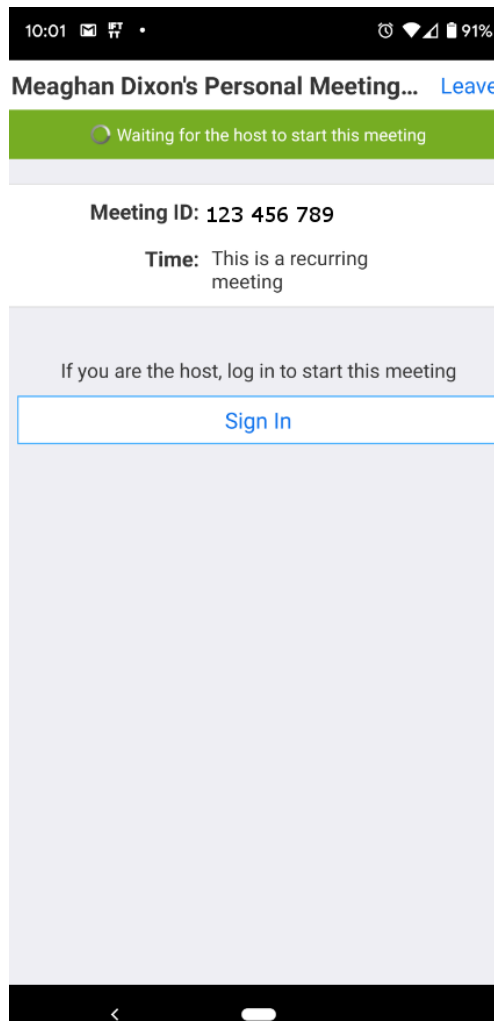 10:01 IFT TT 91%
Meaghan Dixon's Personal Meeting... Leave
Waiting for the host to start this meeting
Meeting ID: 123 456 789
Time: This is a recurring
meeting
If you are the host, log in to start this meeting
Sign In